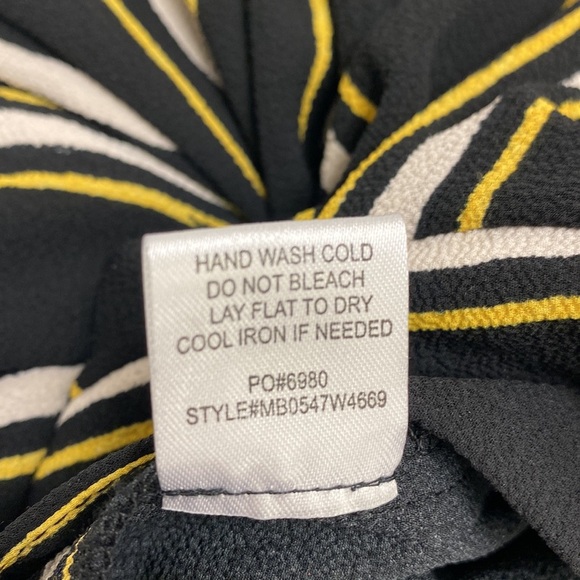 HAND WASH COLD
DO NOT BLEACH
LAY FLAT TO DRY
COOL IRON IF NEEDED
PO#6980
STYLE#MB0547W4669